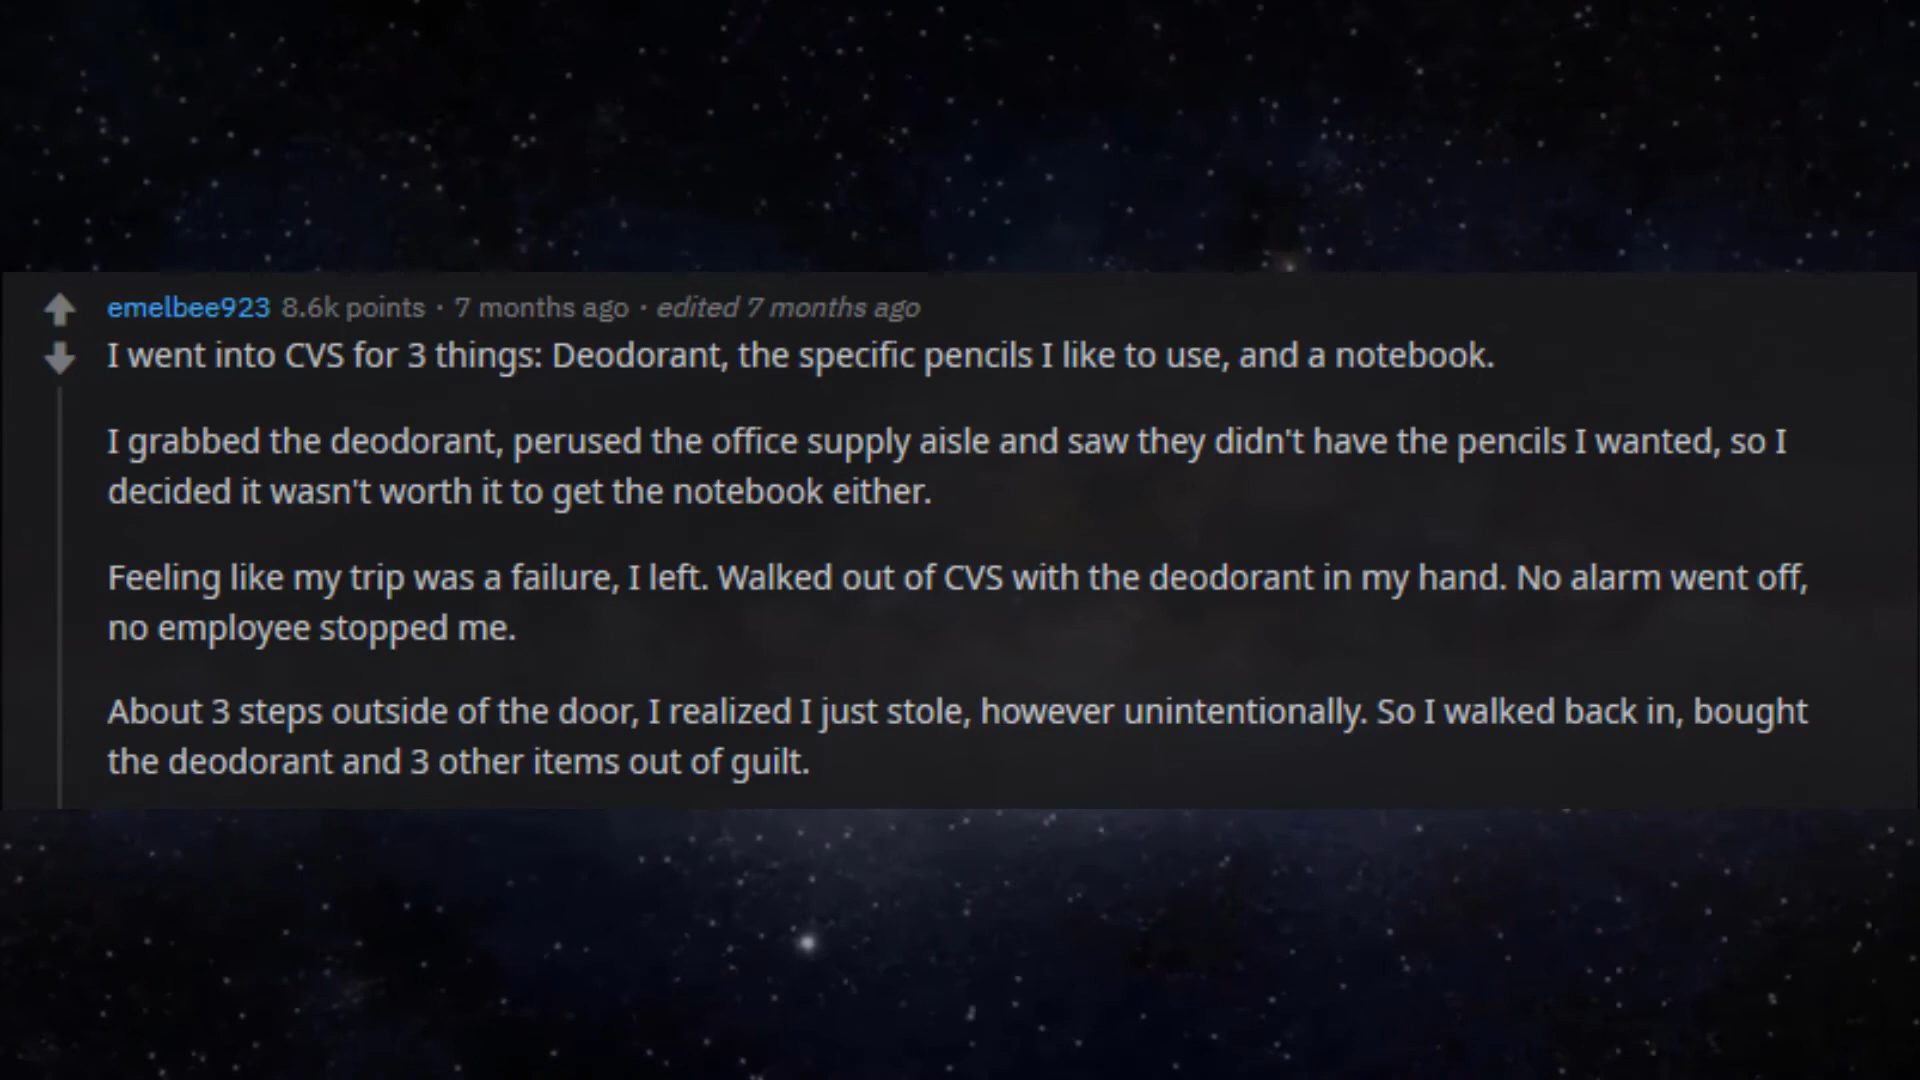 emelbee923 8.6k points · 7 months ago · edited 7 months ago
I went into CVS for 3 things: Deodorant, the specific pencils I like to use, and a notebook.
I grabbed the deodorant, perused the office supply aisle and saw they didn't have the pencils I wanted, so I
decided it wasn't worth it to get the notebook either.
Feeling like my trip was a failure, I left. Walked out of CVS with the deodorant in my hand. No alarm went off,
no employee stopped me.
About 3 steps outside of the door, I realized I just stole, however unintentionally. So I walked back in, bought
the deodorant and 3 other items out of guilt.